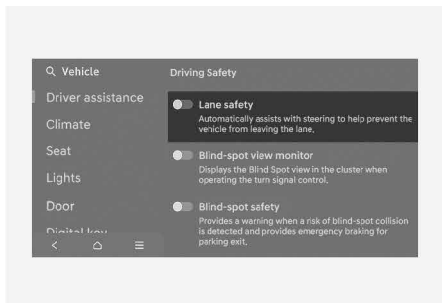 Vehicle
Driver assistance
Climate
Seat
Lights
Door
Digital key
Driving Safety
Lane safety
Automatically assists with steering to help prevent the
vehicle from leaving the lane.
Blind-spot view monitor
Displays the Blind Spot view in the cluster when
operating the turn signal control.
Blind-spot safety
Provides a warning when a risk of blind-spot collision
is detected and provides emergency braking for
parking exit.